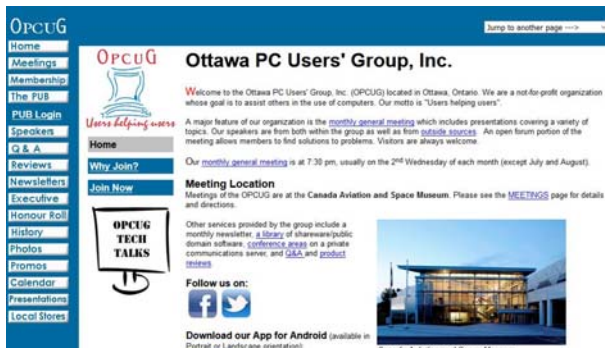 OPCUG
Jump to another page --->
Home
Meetings
Membership
The PUB
PUB Login
Speakers
Q & A
Reviews
Newsletters
Executive
Honour Roll
History
Photos
Promos
Calendar
Presentations
Local Stores
OPCUG
Users helping users
Home
Why Join?
Join Now
OPCUG
TECH
TALKS
Ottawa PC Users' Group, Inc.
Welcome to the Ottawa PC Users' Group, Inc. (OPCUG) located in Ottawa, Ontario. We are a not-for-profit organization
whose goal is to assist others in the use of computers. Our motto is "Users helping users".
A major feature of our organization is the monthly general meeting which includes presentations covering a variety of
topics. Our speakers are from both within the group as well as from outside sources. An open forum portion of the
meeting allows members to find solutions to problems. Visitors are always welcome.
Our monthly general meeting is at 7:30 pm, usually on the 2nd Wednesday of each month (except July and August).
Meeting Location
Meetings of the OPCUG are at the Canada Aviation and Space Museum. Please see the MEETINGS page for details
and directions.
Other services provided by the group include a
monthly newsletter, a library of shareware/public
domain software, conference areas on a private
communications server, and Q&A and product
reviews.
Follow us on:
Download our App for Android (available in
Portrait or Landscape orientation):